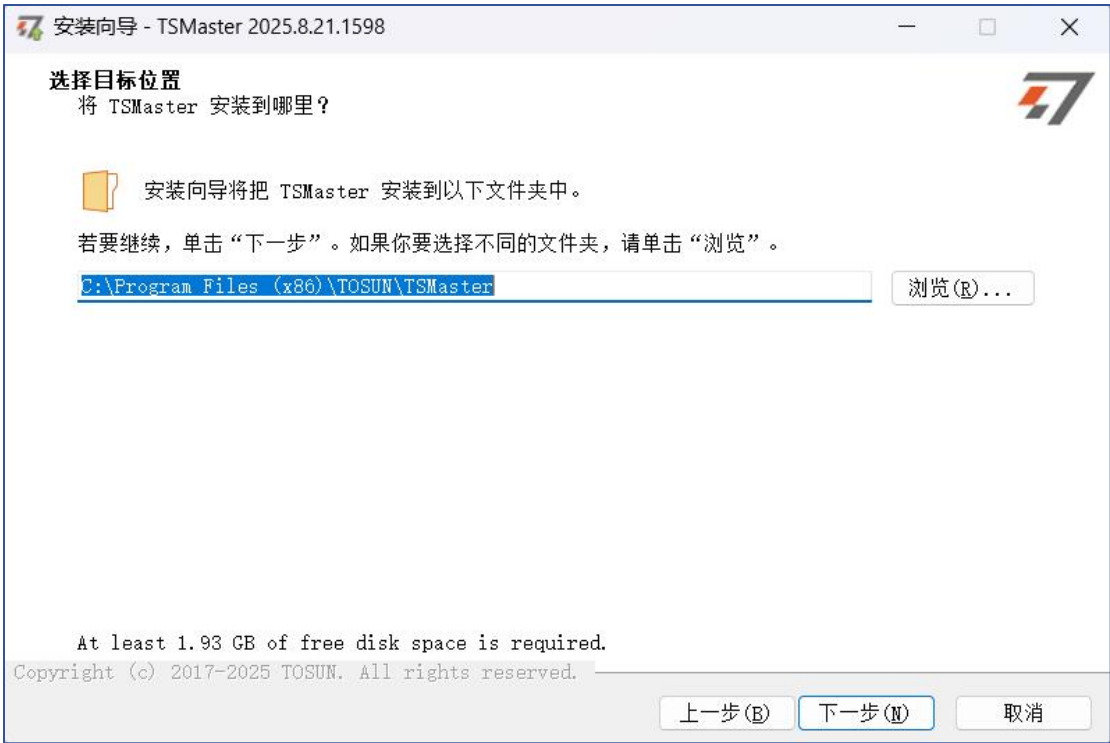 安装向导 - TSMaster 2025.8.21.1598
选择目标位置
将 TSMaster 安装到哪里?
安装向导将把 TSMaster 安装到以下文件夹中。
若要继续，单击“下一步”。如果你要选择不同的文件夹，请单击“浏览”。
C:\Program Files (x86)\TOSUN\TSMaster
浏览(R)...
At least 1.93 GB of free disk space is required.
Copyright (c) 2017-2025 TOSUN. All rights reserved.
上一步(B) 下一步(N) 取消